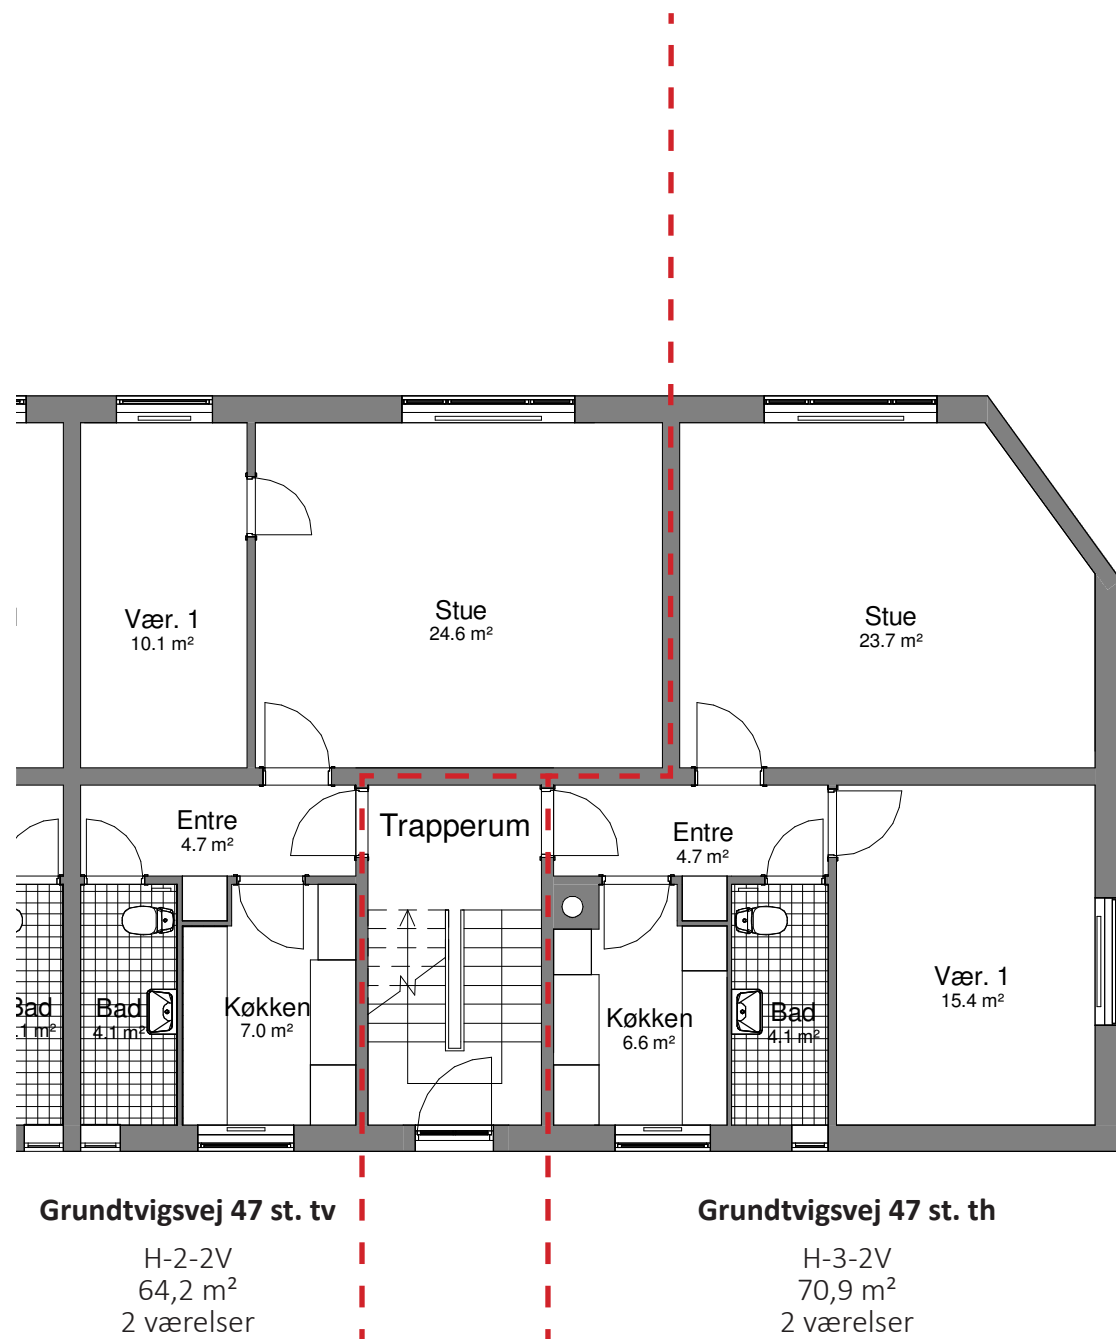 Vær. 1
10.1 m²
Stue
24.6 m²
Stue
23.7 m²
Entre
4.7 m²
Trapperum
Entre
4.7 m²
Bad
.1 m²
Bad
4.1 m²
Køkken
7.0 m²
Køkken
6.6 m²
Bad
4.1 m²
Vær. 1
15.4 m²
Grundtvigsvej 47 st. tv
H-2-2V
64,2 m²
2 værelser
Grundtvigsvej 47 st. th
H-3-2V
70,9 m²
2 værelser